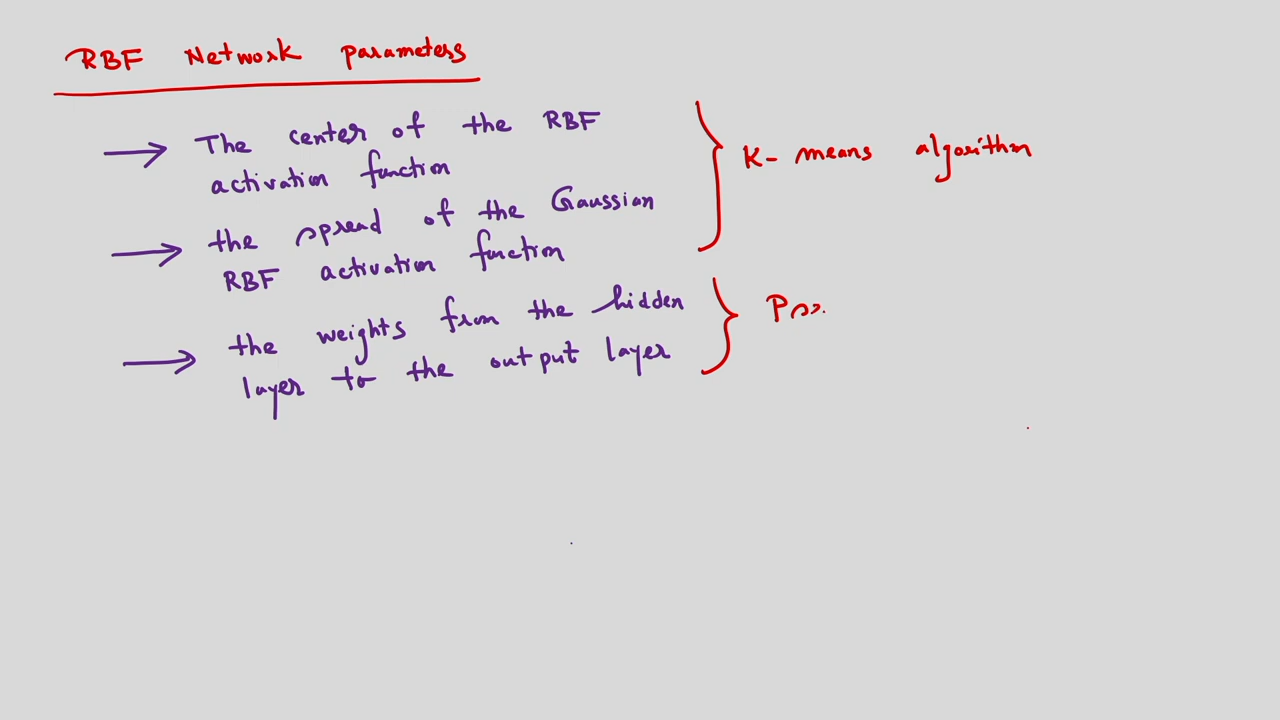 RBF Network parameters
→ The center of the RBF
activation function
→ the spread of the Gaussian
RBF activation function
→ the weights from the hidden
layer to the output layer
K- means algorithm